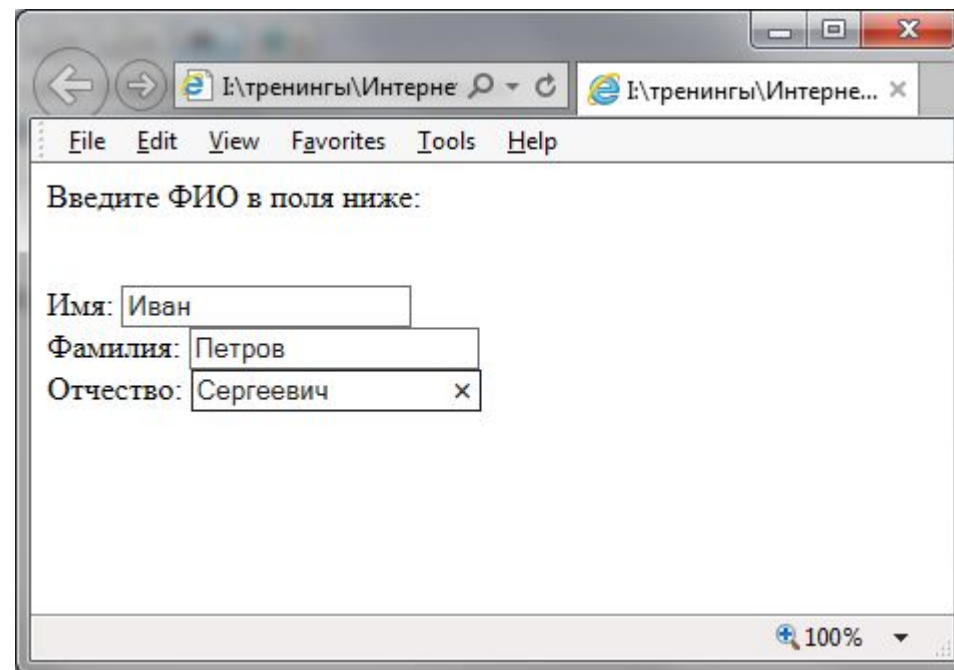 I:\тренинги\Интерне
I:\тренинги\Интерне...
File Edit View Favorites Tools Help
Введите ФИО в поля ниже:
Имя: Иван
Фамилия: Петров
Отчество: Сергеевич
100%